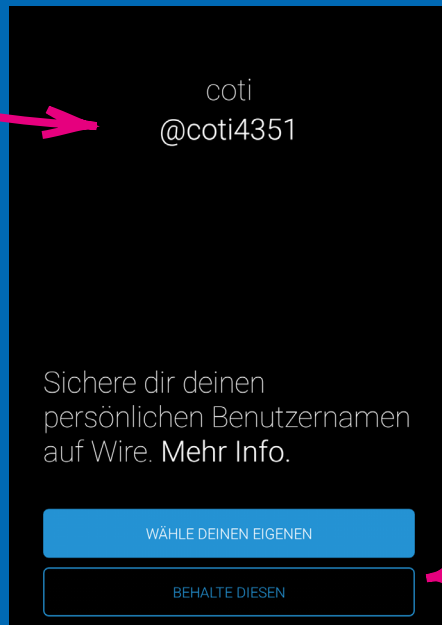 coti
@coti4351
Sichere dir deinen
persönlichen Benutzernamen
auf Wire. Mehr Info.
WÄHLE DEINEN EIGENEN
BEHALTE DIESEN